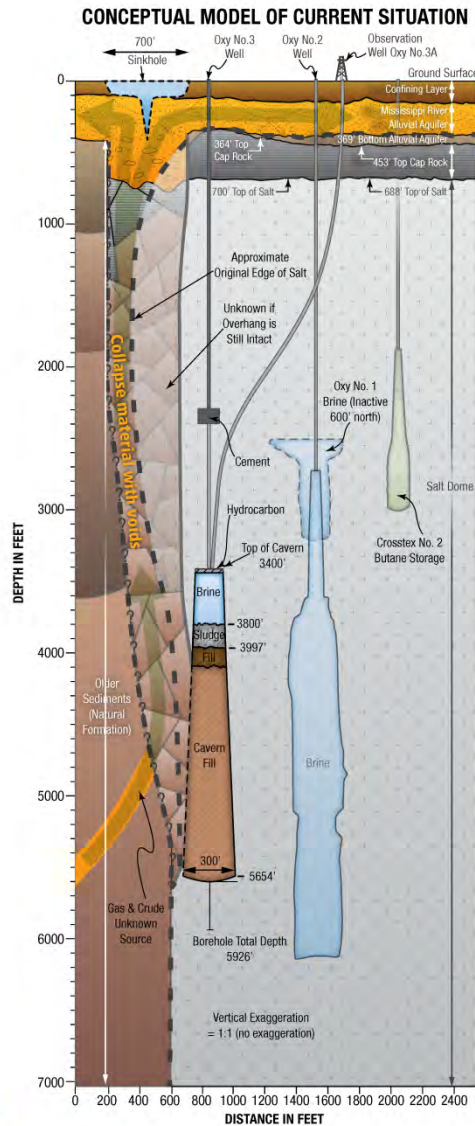 CONCEPTUAL MODEL OF CURRENT SITUATION
700'
Sinkhole
Oxy No.3
Well
Oxy No.2
Well
Observation
Well Oxy No.3A
Ground Surface
Confining Layer
Mississippi River
Alluvial Aquifer
364' Top
Cap Rock
369' Bottom Alluvial Aquifer
453' Top Cap Rock
700' Top of Salt
688' Top of Salt
Approximate
Original Edge of Salt
Unknown if
Overhang is
Still Intact
Collapse material with voids
Cement
Oxy No. 1
Brine (Inactive
600' north)
Salt Dome
Crosstex No. 2
Butane Storage
Hydrocarbon
Top of Cavern
3400'
Brine
3800'
Sludge
3997'
Fill
Older
Sediments
(Natural
Formation)
Cavern
Fill
Brine
300'
5654'
Gas & Crude
Unknown
Source
Borehole Total Depth
5926'
Vertical Exaggeration
= 1:1 (no exaggeration)
DEPTH IN FEET
0
1000
2000
3000
4000
5000
6000
7000
0 200 400 600 800 1000 1200 1400 1600 1800 2000 2200 2400
DISTANCE IN FEET
? ? ? ? ? ? ? ? ?